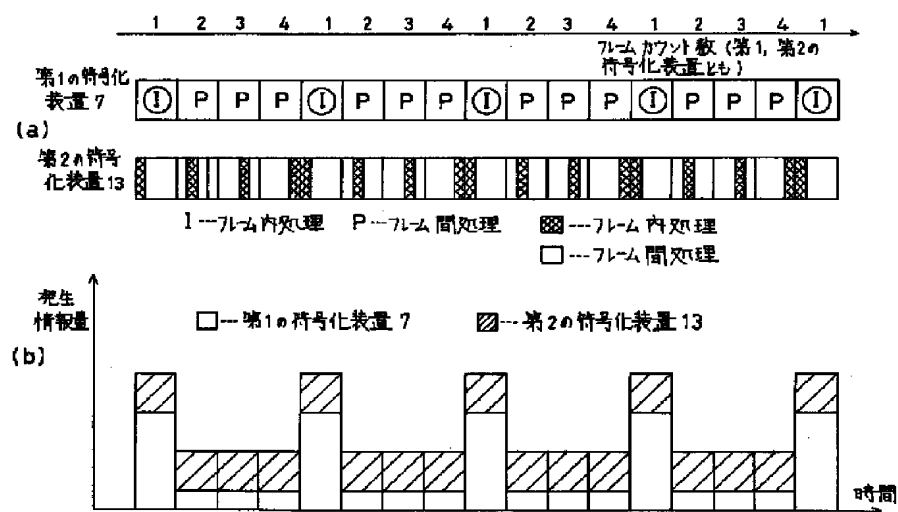 1 2 3 4 1 2 3 4 1 2 3 4 1 2 3 4 1
フレームカウント数(第1,第2の
符号化装置とも)
第1の符号化
装置7
I P P P I P P P I P P P I P P P I
(a)
第2の符号
化装置13
I---フレーム内処理 P---フレーム間処理 ---フレーム内処理
---フレーム間処理
発生
情報量
---第1の符号化装置7 ---第2の符号化装置13
(b)
時間